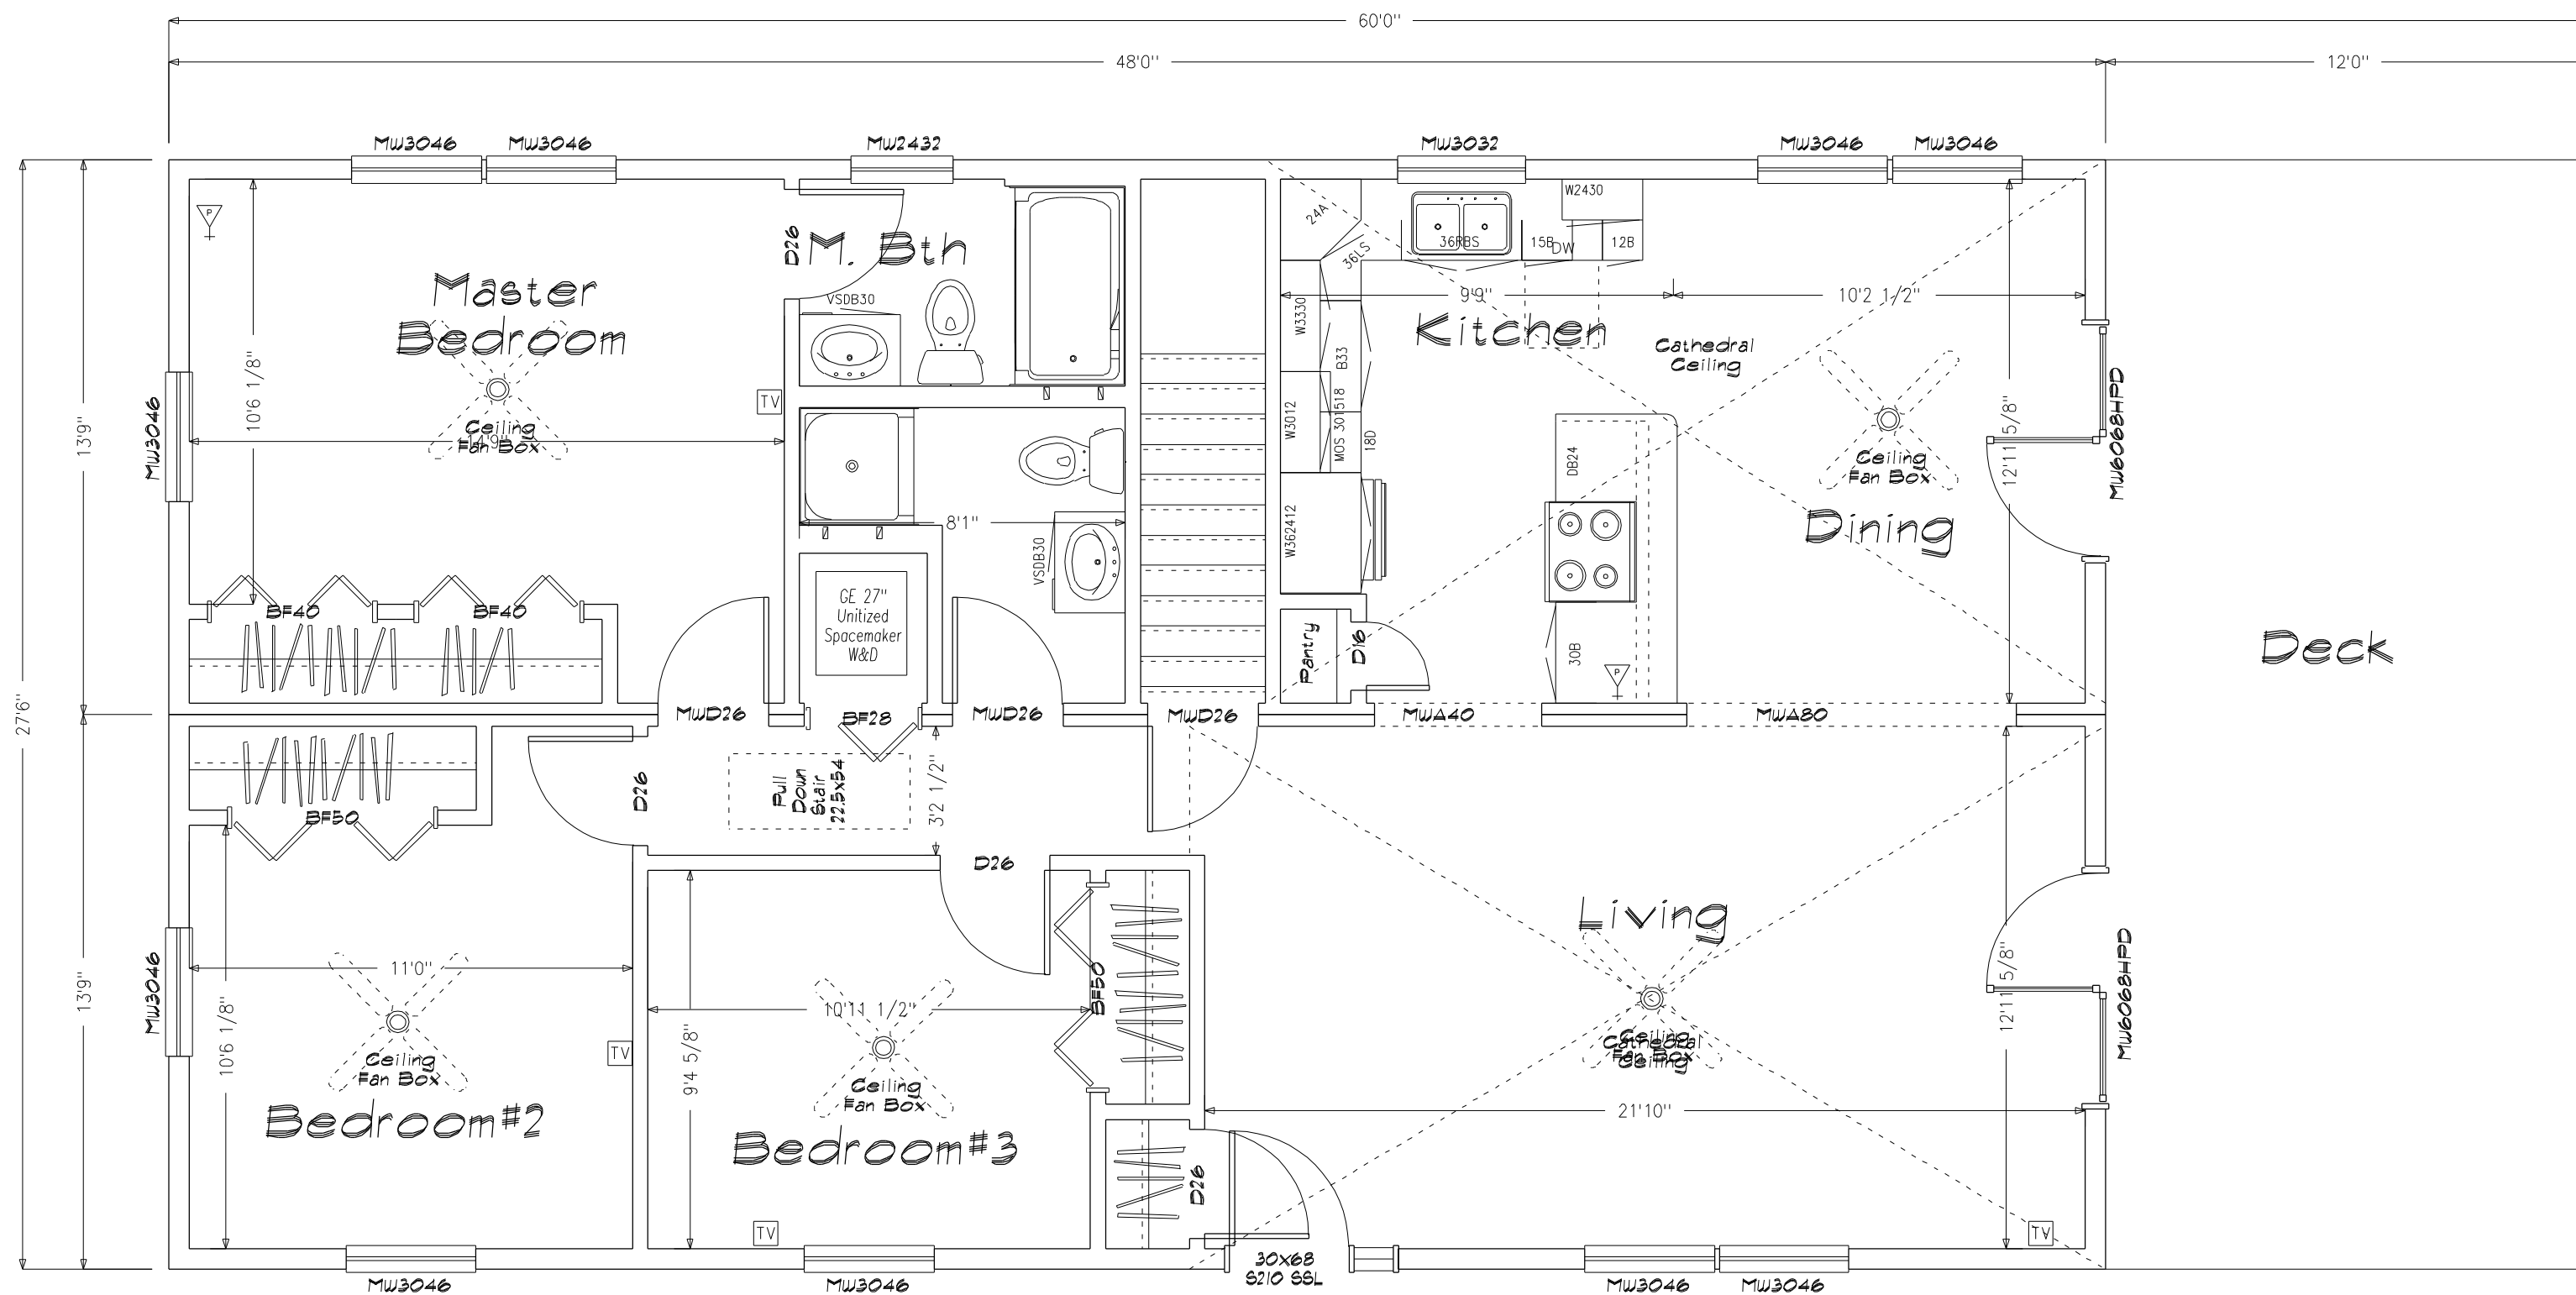 60'0"
48'0"
12'0"
MW3046
MW3046
MW2432
MW3032
MW3046
MW3046
P
D26
M. Bth
24A
36LS
36RBS
15B
DW
12B
W2430
Master
Bedroom
VSDB30
9'9"
10'2 1/2"
Kitchen
W3330
B33
Cathedral
Ceiling
10'6 1/8"
TV
Ceiling
Fan Box
14'9"
13'9"
MW3046
W3012
MOS 301518
18D
MW6068HPD
12'11 5/8"
Ceiling
Fan Box
DB24
Dining
8'1"
W362412
VSDB30
GE 27"
Unitized
Spacemaker
W&D
BF40
BF40
Pantry
D16
30B
P
Deck
27'6"
MWD26
BF28
MWD26
MWD26
MWA40
MWA80
D26
Pull
Down
Stair
22.5x54
3'2 1/2"
BF50
D26
Living
11'0"
10'11 1/2"
BF50
13'9"
MW3046
10'6 1/8"
TV
9'4 5/8"
Ceiling
Fan Box
Ceiling
Fan Box
Ceiling
Fan Box
Cathedral
Ceiling
12'11 5/8"
MW6068HPD
21'10"
Bedroom#2
Bedroom#3
D26
TV
TV
30x68
S210 SSL
MW3046
MW3046
MW3046
MW3046